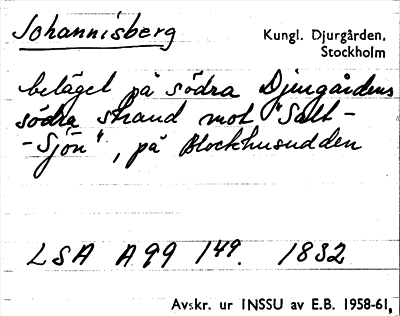 Johannisberg
Kungl. Djurgården,
Stockholm
beläget på södra Djurgårdens
södra strand mot "Salt-
-Sjön", på Blockhusudden
LSA A99 149. 1832
Avskr. ur INSSU av E.B. 1958-61,